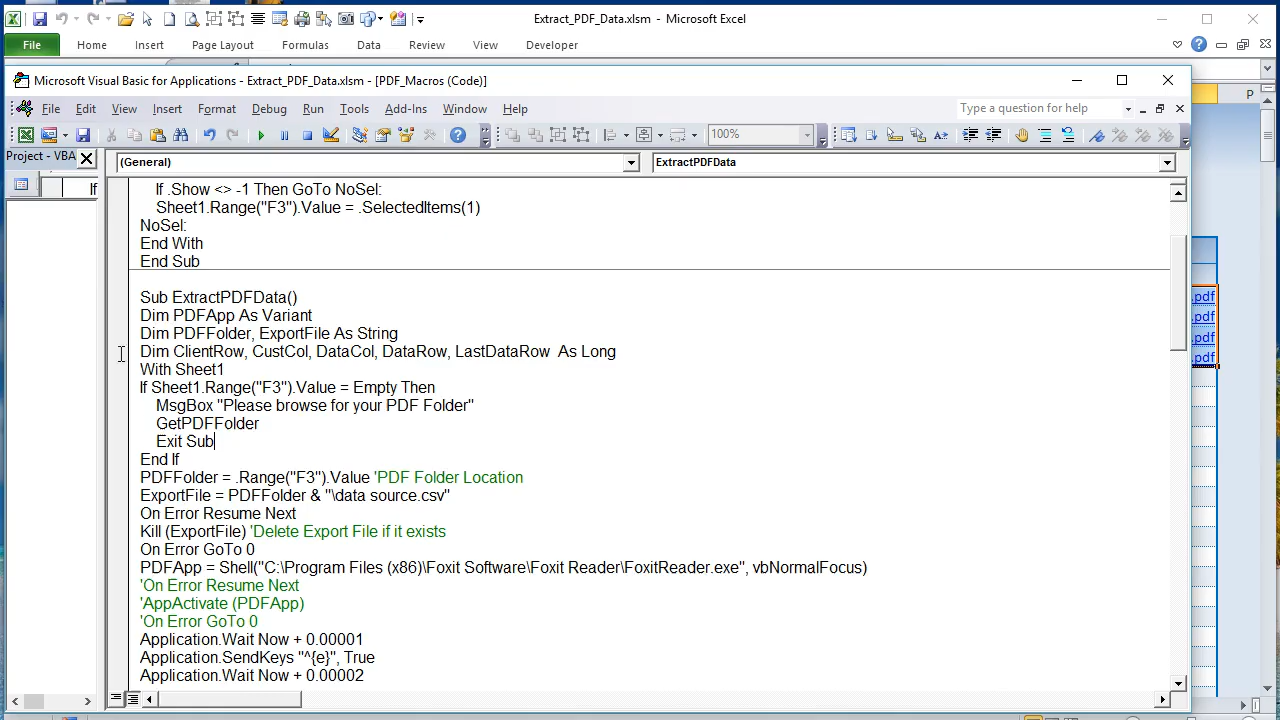 Extract_PDF_Data.xlsm - Microsoft Excel
File Home Insert Page Layout Formulas Data Review View Developer
Microsoft Visual Basic for Applications - Extract_PDF_Data.xlsm - [PDF_Macros (Code)]
File Edit View Insert Format Debug Run Tools Add-Ins Window Help
Type a question for help
P
100%
Project - VBA
(General)
ExtractPDFData
If
If .Show <> -1 Then GoTo NoSel:
Sheet1.Range("F3").Value = .SelectedItems(1)
NoSel:
End With
End Sub
Sub ExtractPDFData()
Dim PDFApp As Variant
Dim PDFFolder, ExportFile As String
Dim ClientRow, CustCol, DataCol, DataRow, LastDataRow  As Long
With Sheet1
If Sheet1.Range("F3").Value = Empty Then
MsgBox "Please browse for your PDF Folder"
GetPDFFolder
Exit Sub
End If
PDFFolder = .Range("F3").Value 'PDF Folder Location
ExportFile = PDFFolder & "\data source.csv"
On Error Resume Next
Kill (ExportFile) 'Delete Export File if it exists
On Error GoTo 0
PDFApp = Shell("C:\Program Files (x86)\Foxit Software\Foxit Reader\FoxitReader.exe", vbNormalFocus)
'On Error Resume Next
'AppActivate (PDFApp)
'On Error GoTo 0
Application.Wait Now + 0.00001
Application.SendKeys "^{e}", True
Application.Wait Now + 0.00002
.pdf
.pdf
.pdf
.pdf